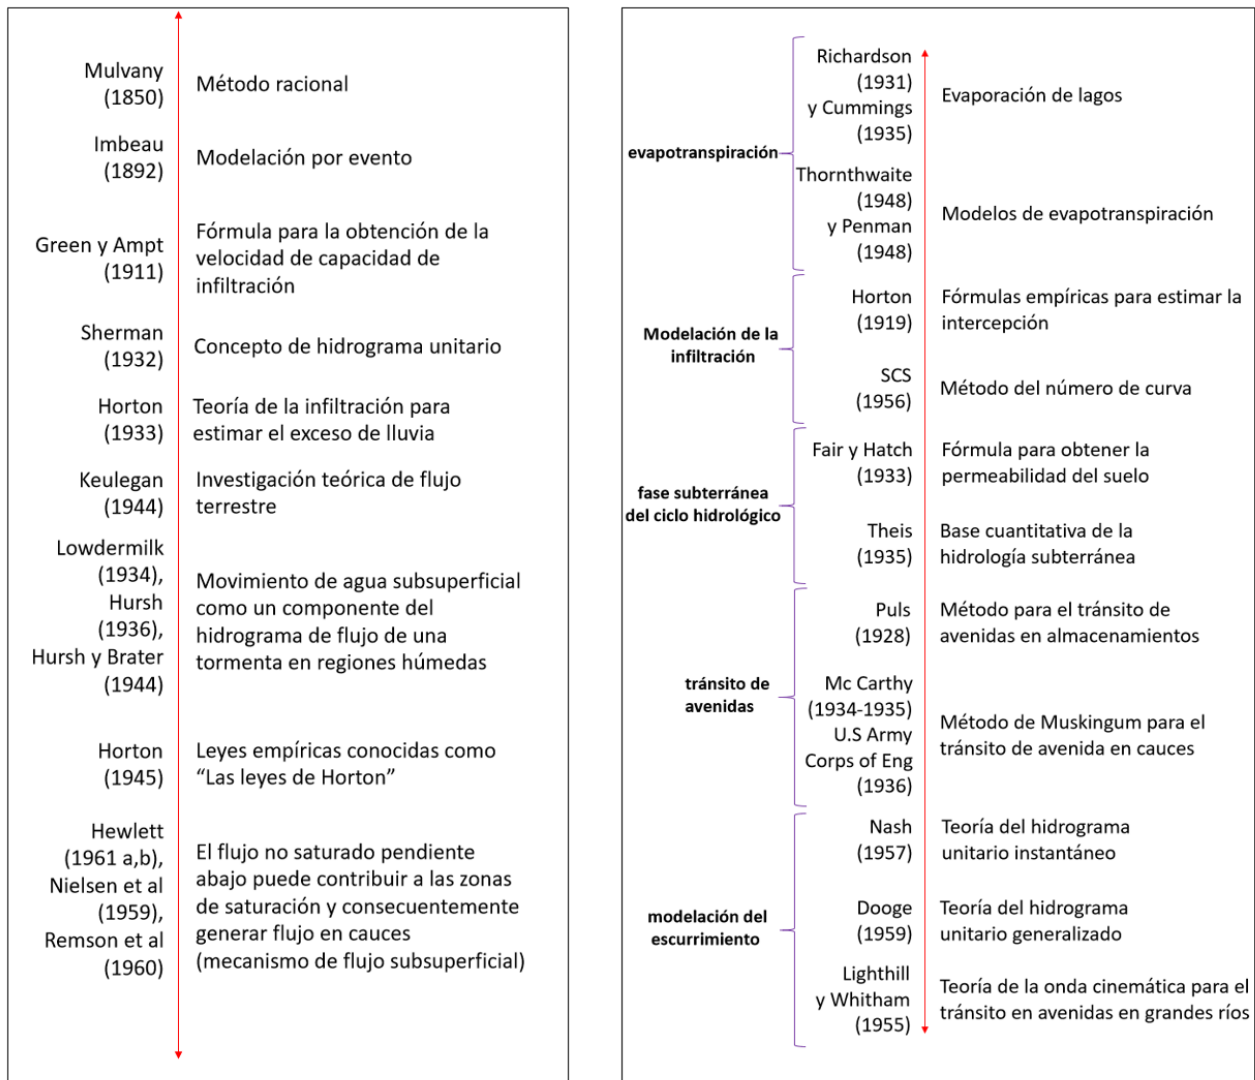 Mulvany
(1850)
Método racional
Imbeau
(1892)
Modelación por evento
Green y Ampt
(1911)
Fórmula para la obtención de la
velocidad de capacidad de
infiltración
Sherman
(1932)
Concepto de hidrograma unitario
Horton
(1933)
Teoría de la infiltración para
estimar el exceso de lluvia
Keulegan
(1944)
Investigación teórica de flujo
terrestre
Lowdermilk
(1934),
Hursh
(1936),
Hursh y Brater
(1944)
Movimiento de agua subsuperficial
como un componente del
hidrograma de flujo de una
tormenta en regiones húmedas
Horton
(1945)
Leyes empíricas conocidas como
“Las leyes de Horton”
Hewlett
(1961 a,b),
Nielsen et al
(1959),
Remson et al
(1960)
El flujo no saturado pendiente
abajo puede contribuir a las zonas
de saturación y consecuentemente
generar flujo en cauces
(mecanismo de flujo subsuperficial)
evapotranspiración
Richardson
(1931)
y Cummings
(1935)
Evaporación de lagos
Thornthwaite
(1948)
y Penman
(1948)
Modelos de evapotranspiración
Modelación de la
infiltración
Horton
(1919)
Fórmulas empíricas para estimar la
intercepción
SCS
(1956)
Método del número de curva
fase subterránea
del ciclo hidrológico
Fair y Hatch
(1933)
Fórmula para obtener la
permeabilidad del suelo
Theis
(1935)
Base cuantitativa de la
hidrología subterránea
tránsito de
avenidas
Puls
(1928)
Método para el tránsito de
avenidas en almacenamientos
Mc Carthy
(1934-1935)
U.S Army
Corps of Eng
(1936)
Método de Muskingum para el
tránsito de avenida en cauces
modelación del
escurrimiento
Nash
(1957)
Teoría del hidrograma
unitario instantáneo
Dooge
(1959)
Teoría del hidrograma
unitario generalizado
Lighthill
y Whitham
(1955)
Teoría de la onda cinemática para el
tránsito en avenidas en grandes ríos